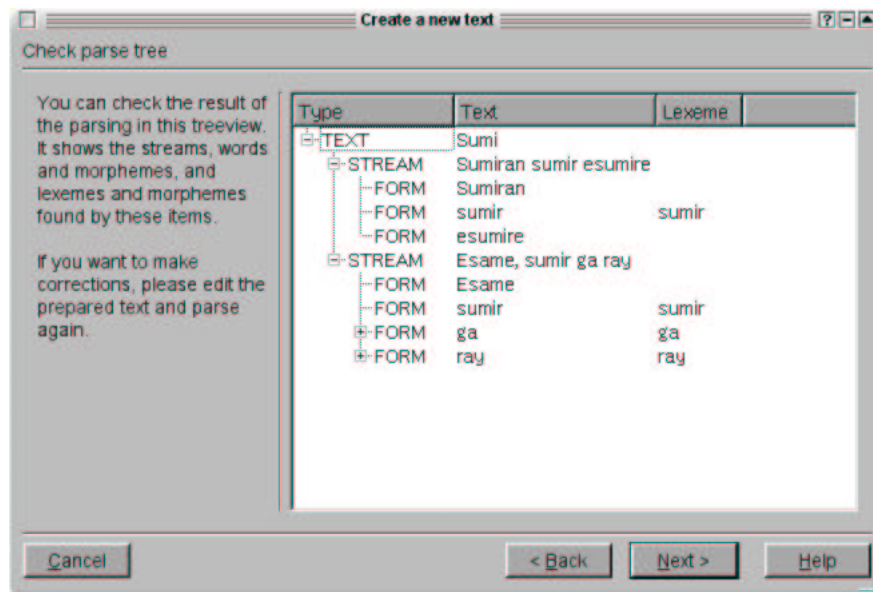 Create a new text
Check parse tree
You can check the result of
the parsing in this treeview.
It shows the streams, words
and morphemes, and
lexemes and morphemes
found by these items.
If you want to make
corrections, please edit the
prepared text and parse
again.
Type Text Lexeme
TEXT Sumi
STREAM Sumiran sumir esumire
FORM Sumiran
FORM sumir sumir
FORM esumire
STREAM Esame, sumir ga ray
FORM Esame
FORM sumir sumir
FORM ga ga
FORM ray ray
Cancel < Back Next > Help